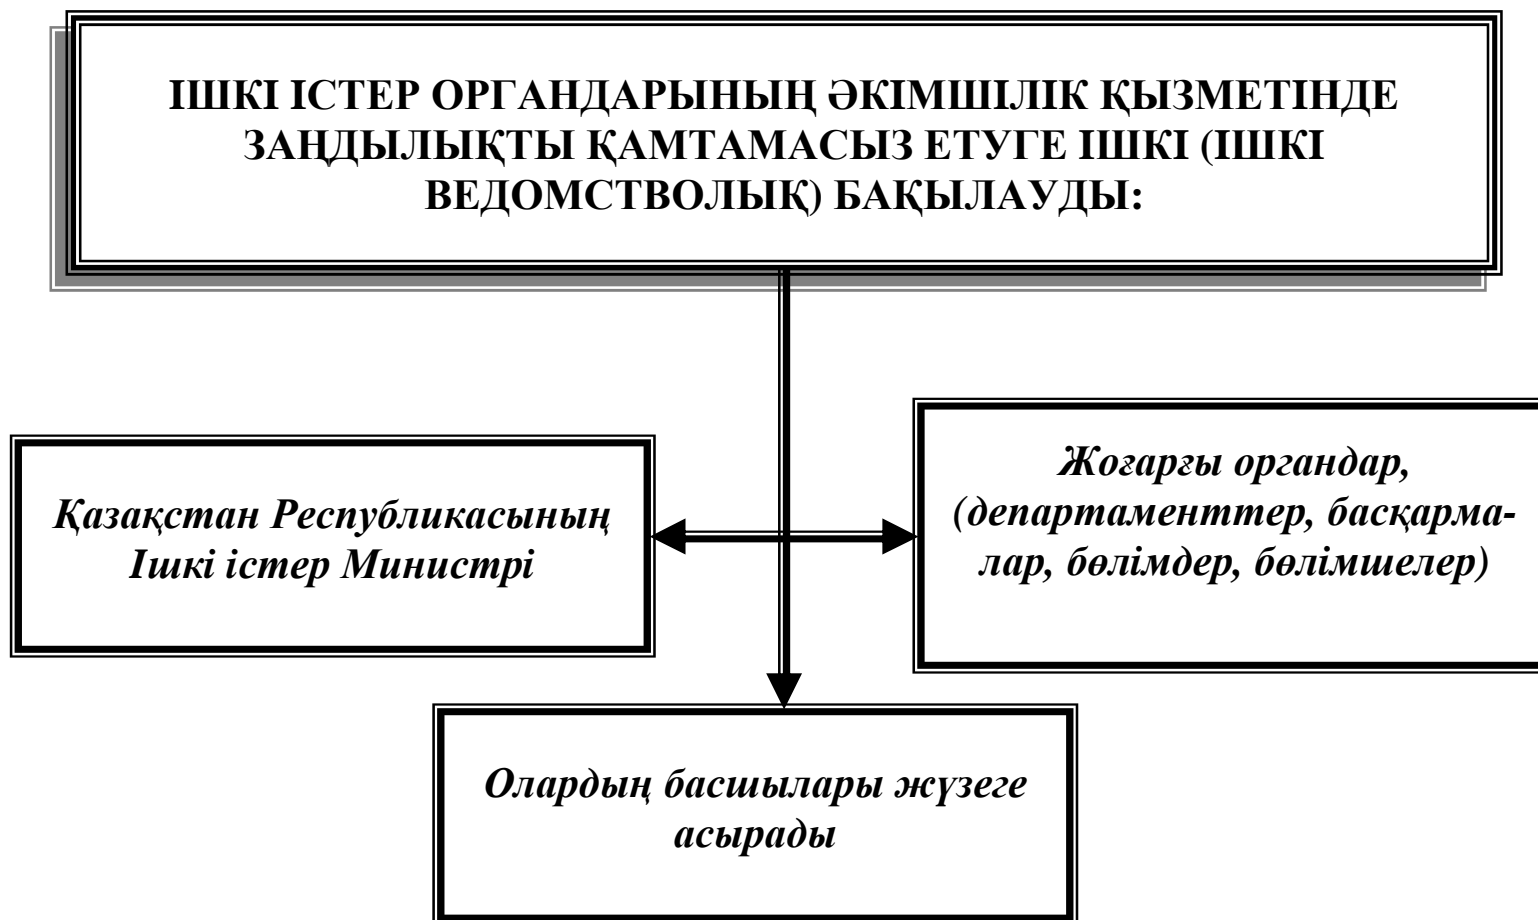 ІШКІ ІСТЕР ОРГАНДАРЫНЫҢ ӘКІМШІЛІК ҚЫЗМЕТІНДЕ
ЗАҢДЫЛЫҚТЫ ҚАМТАМАСЫЗ ЕТУГЕ ІШКІ (ІШКІ
ВЕДОМСТВОЛЫҚ) БАҚЫЛАУДЫ:
Қазақстан Республикасының
Ішкі істер Министрі
Жоғарғы органдар,
(департаменттер, басқарма-
лар, бөлімдер, бөлімшелер)
Олардың басшылары жүзеге
асырады